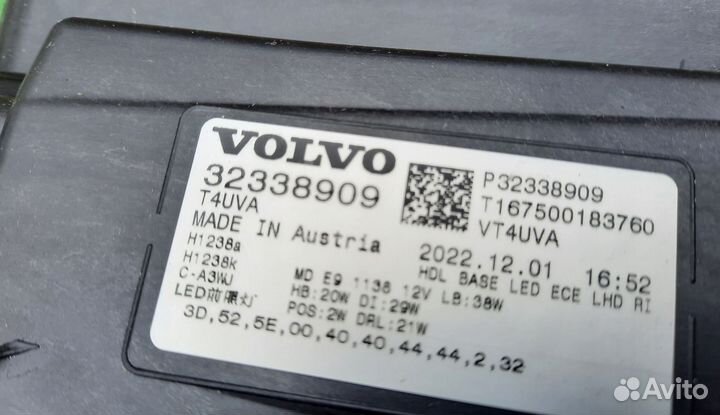 VOLVO
32338909
T4UVA
MADE IN Austria
H1238a
H1238k
C-A3WJ
LED前照灯
P32338909
T167500183760
VT4UVA
2022.12.01 16:52
HDL BASE LED ECE LHD RI
MD E9 1138 12V LB:38W
HB:20W DI:29W
POS:2W DRL:21W
3D,52,5E,00,40,40,44,44,2,32
Avito